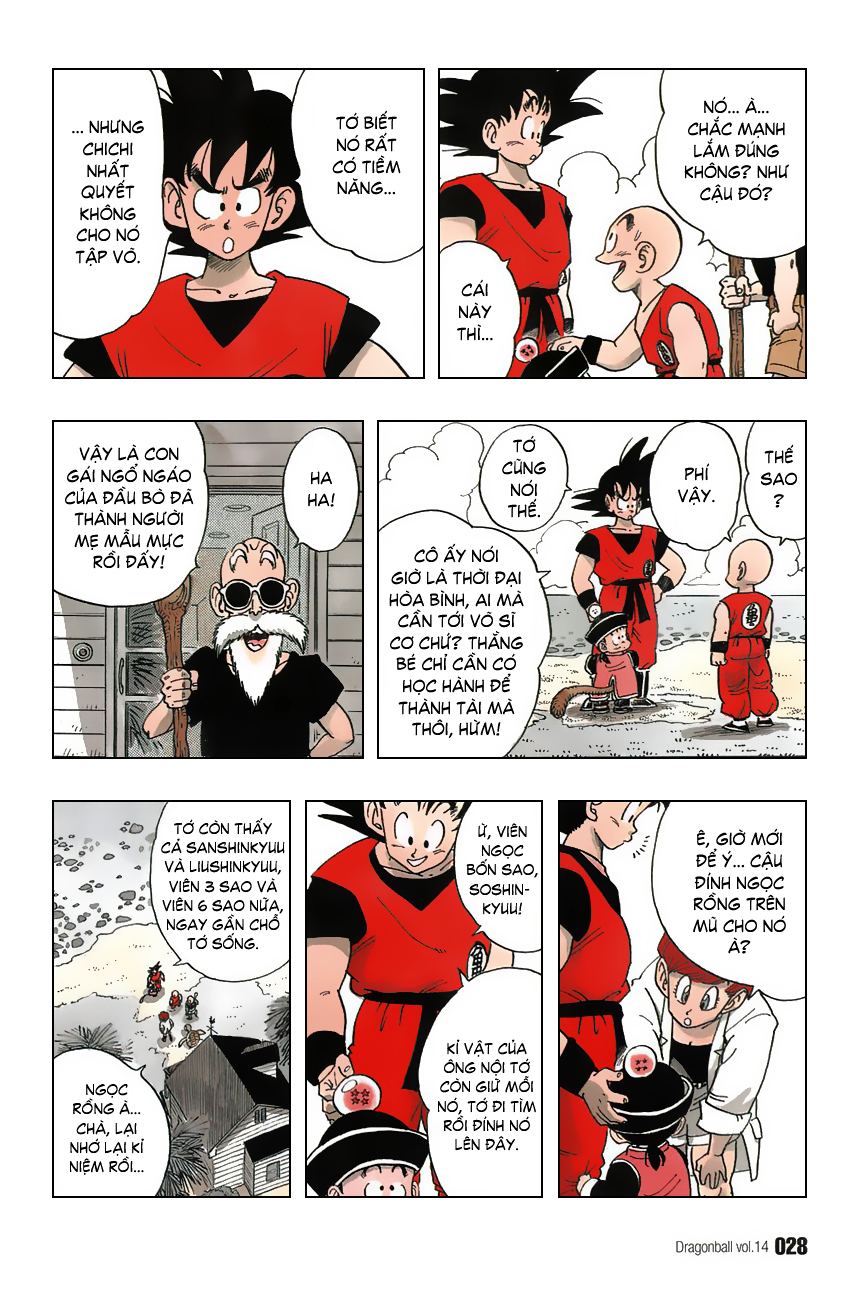 NÓ... À...
CHẮC MẠNH
LẮM ĐÚNG
KHÔNG? NHƯ
CẬU ĐÓ?
CÁI
NÀY
THÌ...
TỚ BIẾT
NÓ RẤT
CÓ TIỀM
NĂNG...
... NHƯNG
CHICHI
NHẤT
QUYẾT
KHÔNG
CHO NÓ
TẬP VÕ.
THẾ
SAO
?
PHÍ
VẬY.
TỚ
CŨNG
NÓI
THẾ.
CÔ ẤY NÓI
GIỜ LÀ THỜI ĐẠI
HÒA BÌNH, AI MÀ
CẦN TỚI VÕ SĨ
CƠ CHỨ? THẰNG
BÉ CHỈ CẦN CÓ
HỌC HÀNH ĐỂ
THÀNH TÀI MÀ
THÔI, HỪM!
HA
HA!
VẬY LÀ CON
GÁI NGỔ NGÁO
CỦA ĐẦU BÒ ĐÃ
THÀNH NGƯỜI
MẸ MẪU MỰC
RỒI ĐẤY!
Ê, GIỜ MỚI
ĐỂ Ý... CẬU
ĐÍNH NGỌC
RỒNG TRÊN
MŨ CHO NÓ
À?
Ử, VIÊN
NGỌC
BỐN SAO,
SOSHIN-
KYUU!
KỈ VẬT CỦA
ÔNG NỘI TỚ
CÒN GIỮ MỖI
NÓ, TỚ ĐI TÌM
RỒI ĐÍNH NÓ
LÊN ĐÂY.
TỚ CÒN THẤY
CẢ SANSHINKYUU
VÀ LIUSHINKYUU,
VIÊN 3 SAO VÀ
VIÊN 6 SAO NỮA,
NGAY GẦN CHỖ
TỚ SỐNG.
NGỌC
RỒNG À...
CHÀ, LẠI
NHỚ LẠI KỈ
NIỆM RỒI...
Dragonball vol.14 028